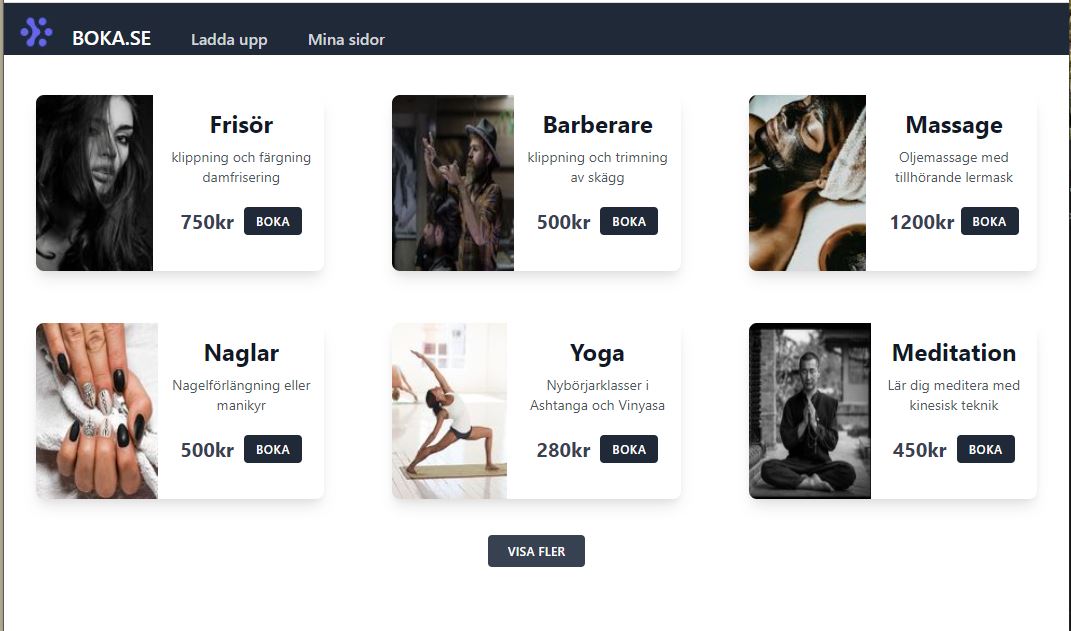 BOKA.SE
Ladda upp
Mina sidor
Frisör
klippning och färgning
damfrisering
750kr
BOKA
Barberare
klippning och trimning
av skägg
500kr
BOKA
Massage
Oljemassage med
tillhörande lermask
1200kr
BOKA
Naglar
Nagelförlängning eller
manikyr
500kr
BOKA
Yoga
Nybörjarklasser i
Ashtanga och Vinyasa
280kr
BOKA
Meditation
Lär dig meditera med
kinesisk teknik
450kr
BOKA
VISA FLER